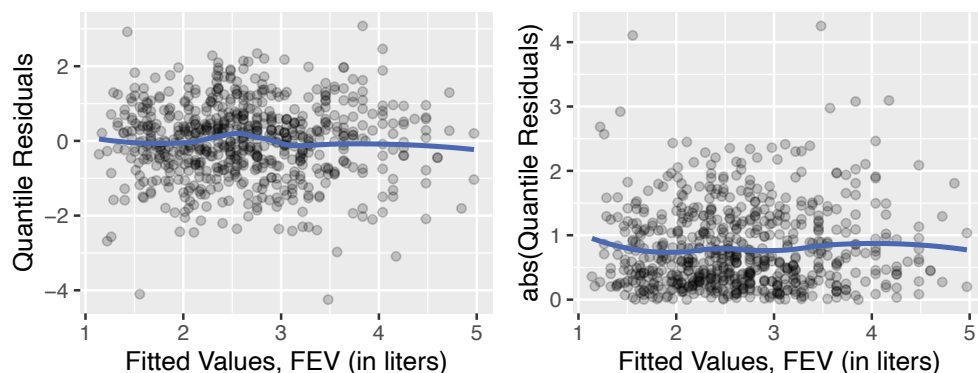 2
0
−2
−4
Quantile Residuals
1 2 3 4 5
Fitted Values, FEV (in liters)
4
3
2
1
0
abs(Quantile Residuals)
1 2 3 4 5
Fitted Values, FEV (in liters)